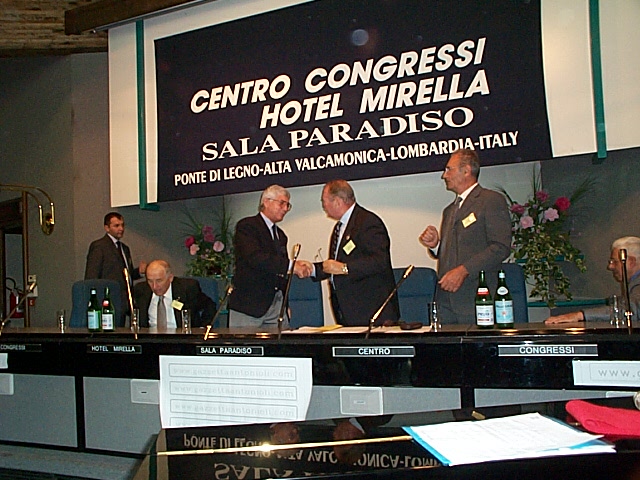 CENTRO CONGRESSI
HOTEL MIRELLA
SALA PARADISO
PONTE DI LEGNO-ALTA VALCAMONICA-LOMBARDIA-ITALY
CONGRESSI
HOTEL MIRELLA
SALA PARADISO
CENTRO
CONGRESSI